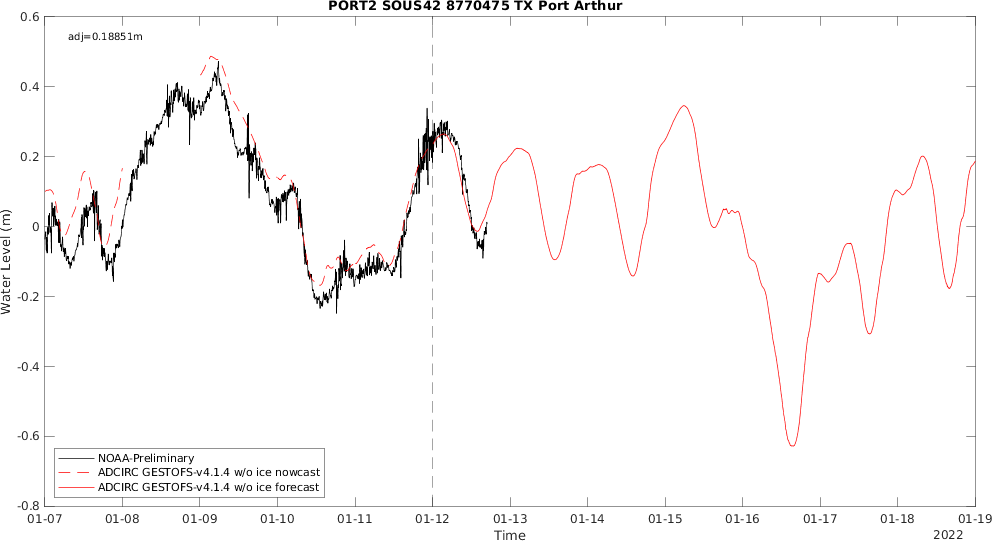 PORT2 SOUS42 8770475 TX Port Arthur
adj=0.18851m
0.6
0.4
0.2
0
-0.2
-0.4
-0.6
-0.8
Water Level (m)
NOAA-Preliminary
ADCIRC GESTOFS-v4.1.4 w/o ice nowcast
ADCIRC GESTOFS-v4.1.4 w/o ice forecast
01-07 01-08 01-09 01-10 01-11 01-12 01-13 01-14 01-15 01-16 01-17 01-18 01-19
Time
2022